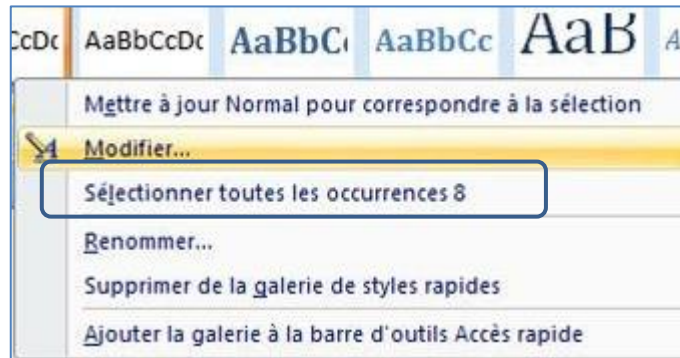 CcDc AaBbCcDc AaBbC AaBbCc AaB A
Mettre à jour Normal pour correspondre à la sélection
Modifier...
Sélectionner toutes les occurrences 8
Renommer...
Supprimer de la galerie de styles rapides
Ajouter la galerie à la barre d'outils Accès rapide